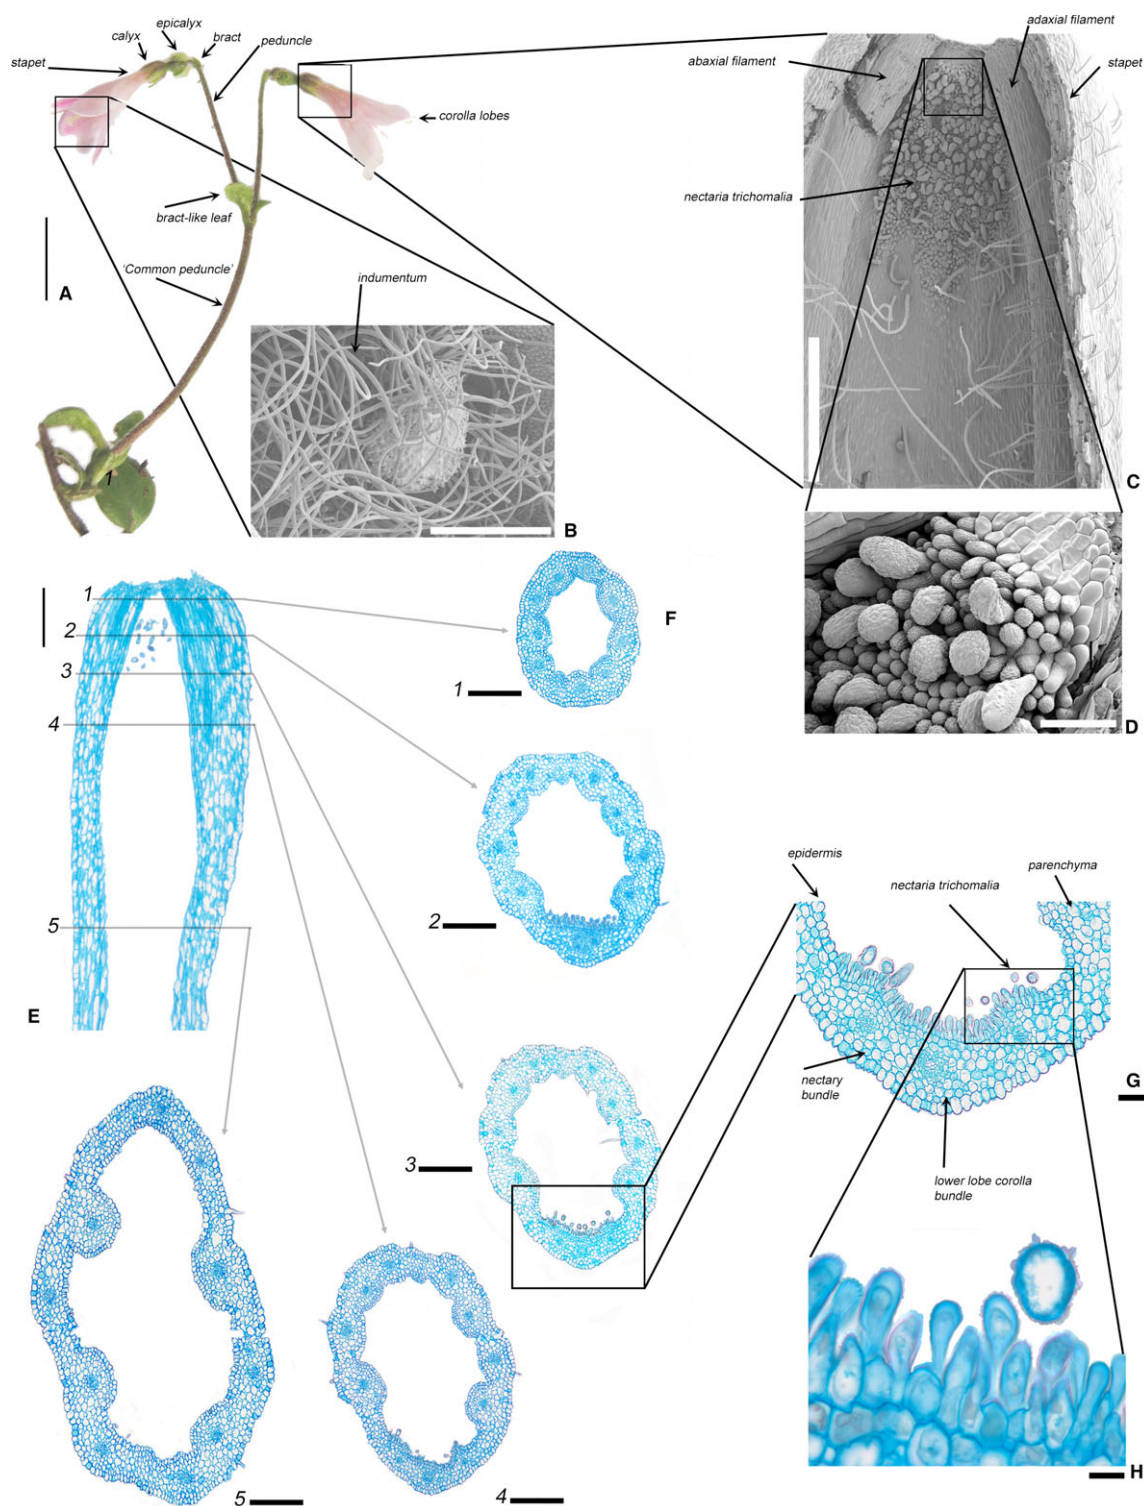 epicalyx
calyx
bract
peduncle
stapet
corolla lobes
bract-like leaf
'Common peduncle'
A
indumentum
B
adaxial filament
abaxial filament
stapet
nectaria trichomalia
C
D
1
2
3
4
5
E
F
1
2
3
4
5
epidermis
nectaria trichomalia
parenchyma
nectary
bundle
G
lower lobe corolla
bundle
H